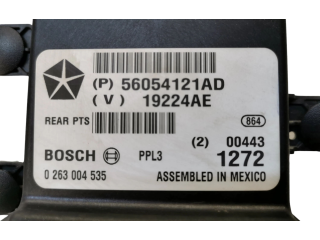 (P) 56054121AD
(V) 19224AE
REAR PTS
864
(2) 00443
BOSCH PPL3 1272
0 263 004 535 ASSEMBLED IN MEXICO